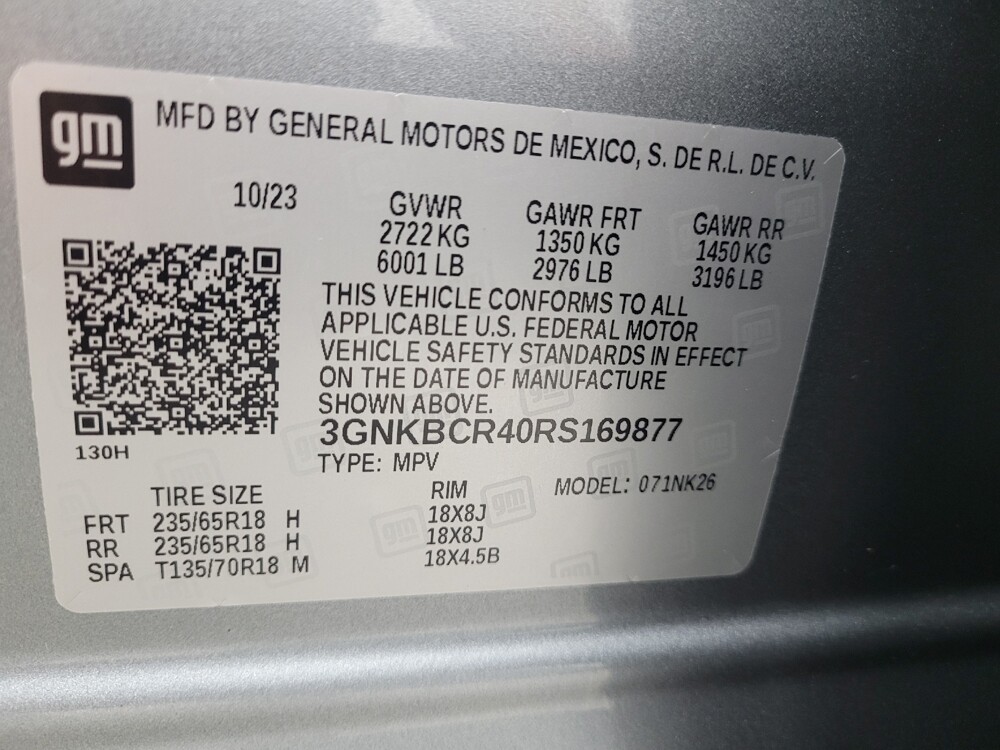 gm
MFD BY GENERAL MOTORS DE MEXICO, S. DE R.L. DE C.V.
10/23 GVWR GAWR FRT GAWR RR
2722 KG 1350 KG 1450 KG
6001 LB 2976 LB 3196 LB
THIS VEHICLE CONFORMS TO ALL
APPLICABLE U.S. FEDERAL MOTOR
VEHICLE SAFETY STANDARDS IN EFFECT
ON THE DATE OF MANUFACTURE
SHOWN ABOVE.
3GNKBCR40RS169877
130H
TYPE: MPV
TIRE SIZE RIM MODEL: 071NK26
FRT 235/65R18 H 18X8J
RR 235/65R18 H 18X8J
SPA T135/70R18 M 18X4.5B